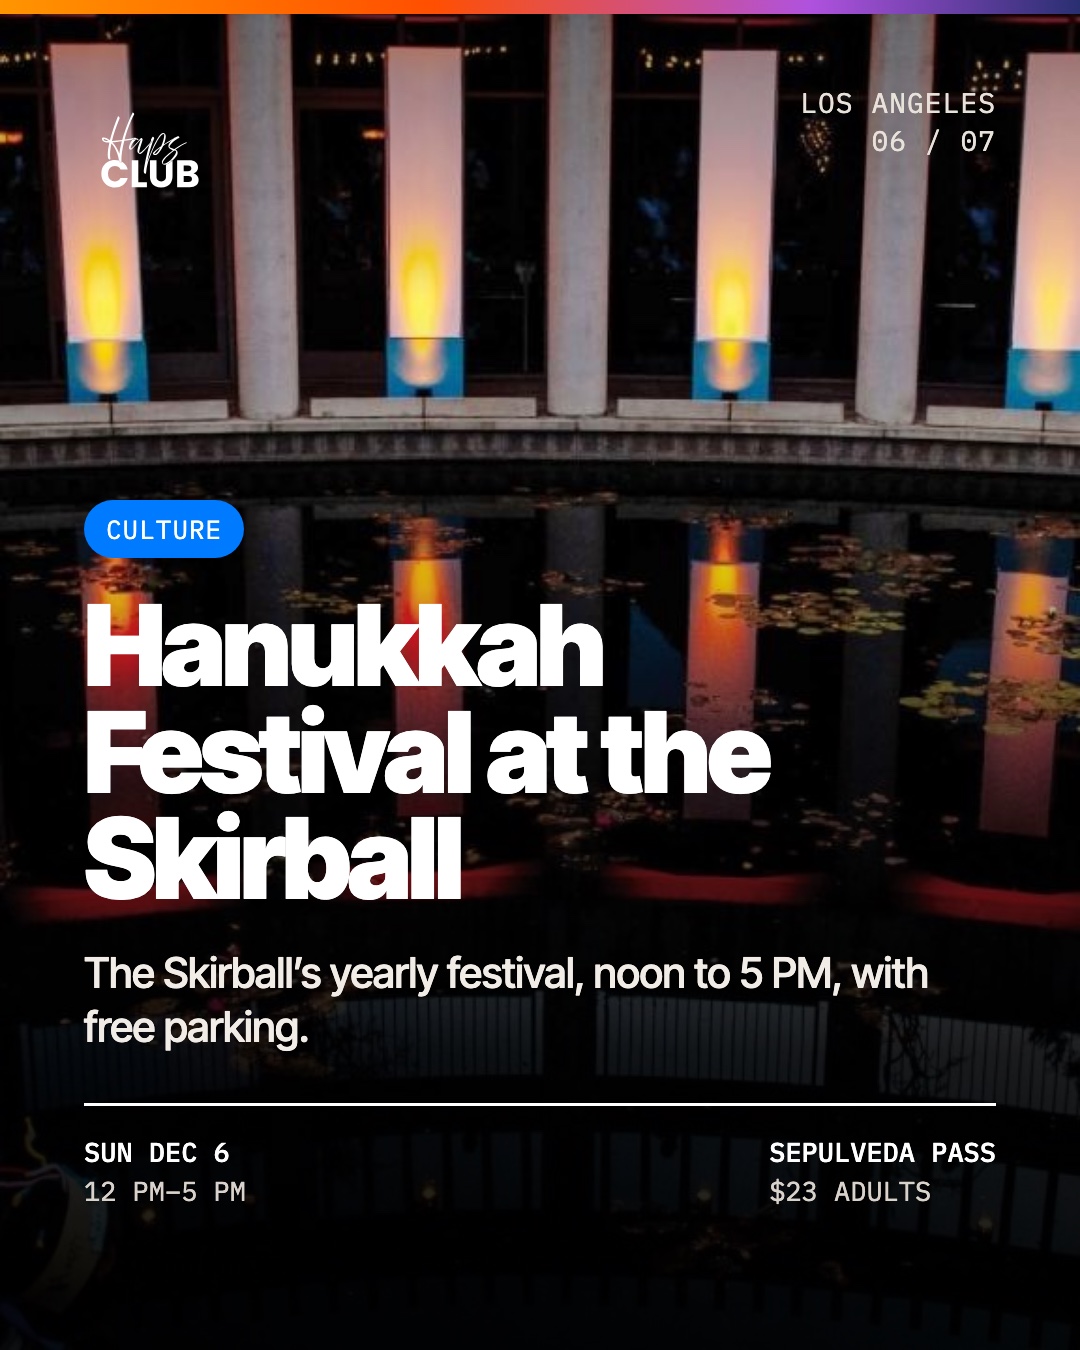 Haps
CLUB
LOS ANGELES
06 / 07
CULTURE
Hanukkah
Festival at the
Skirball
The Skirball’s yearly festival, noon to 5 PM, with
free parking.
SUN DEC 6
12 PM–5 PM
SEPULVEDA PASS
$23 ADULTS